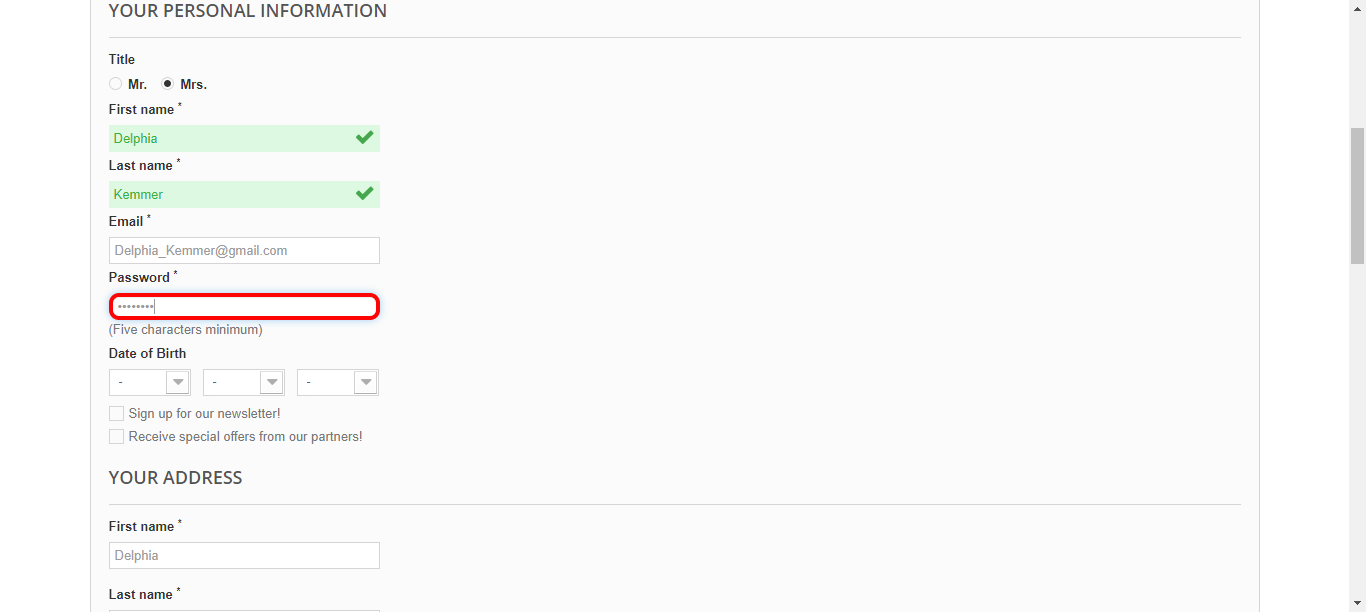 YOUR PERSONAL INFORMATION
Title
Mr. Mrs.
First name *
Delphia
Last name *
Kemmer
Email *
Delphia_Kemmer@gmail.com
Password *
••••••••
(Five characters minimum)
Date of Birth
- - -
Sign up for our newsletter!
Receive special offers from our partners!
YOUR ADDRESS
First name *
Delphia
Last name *